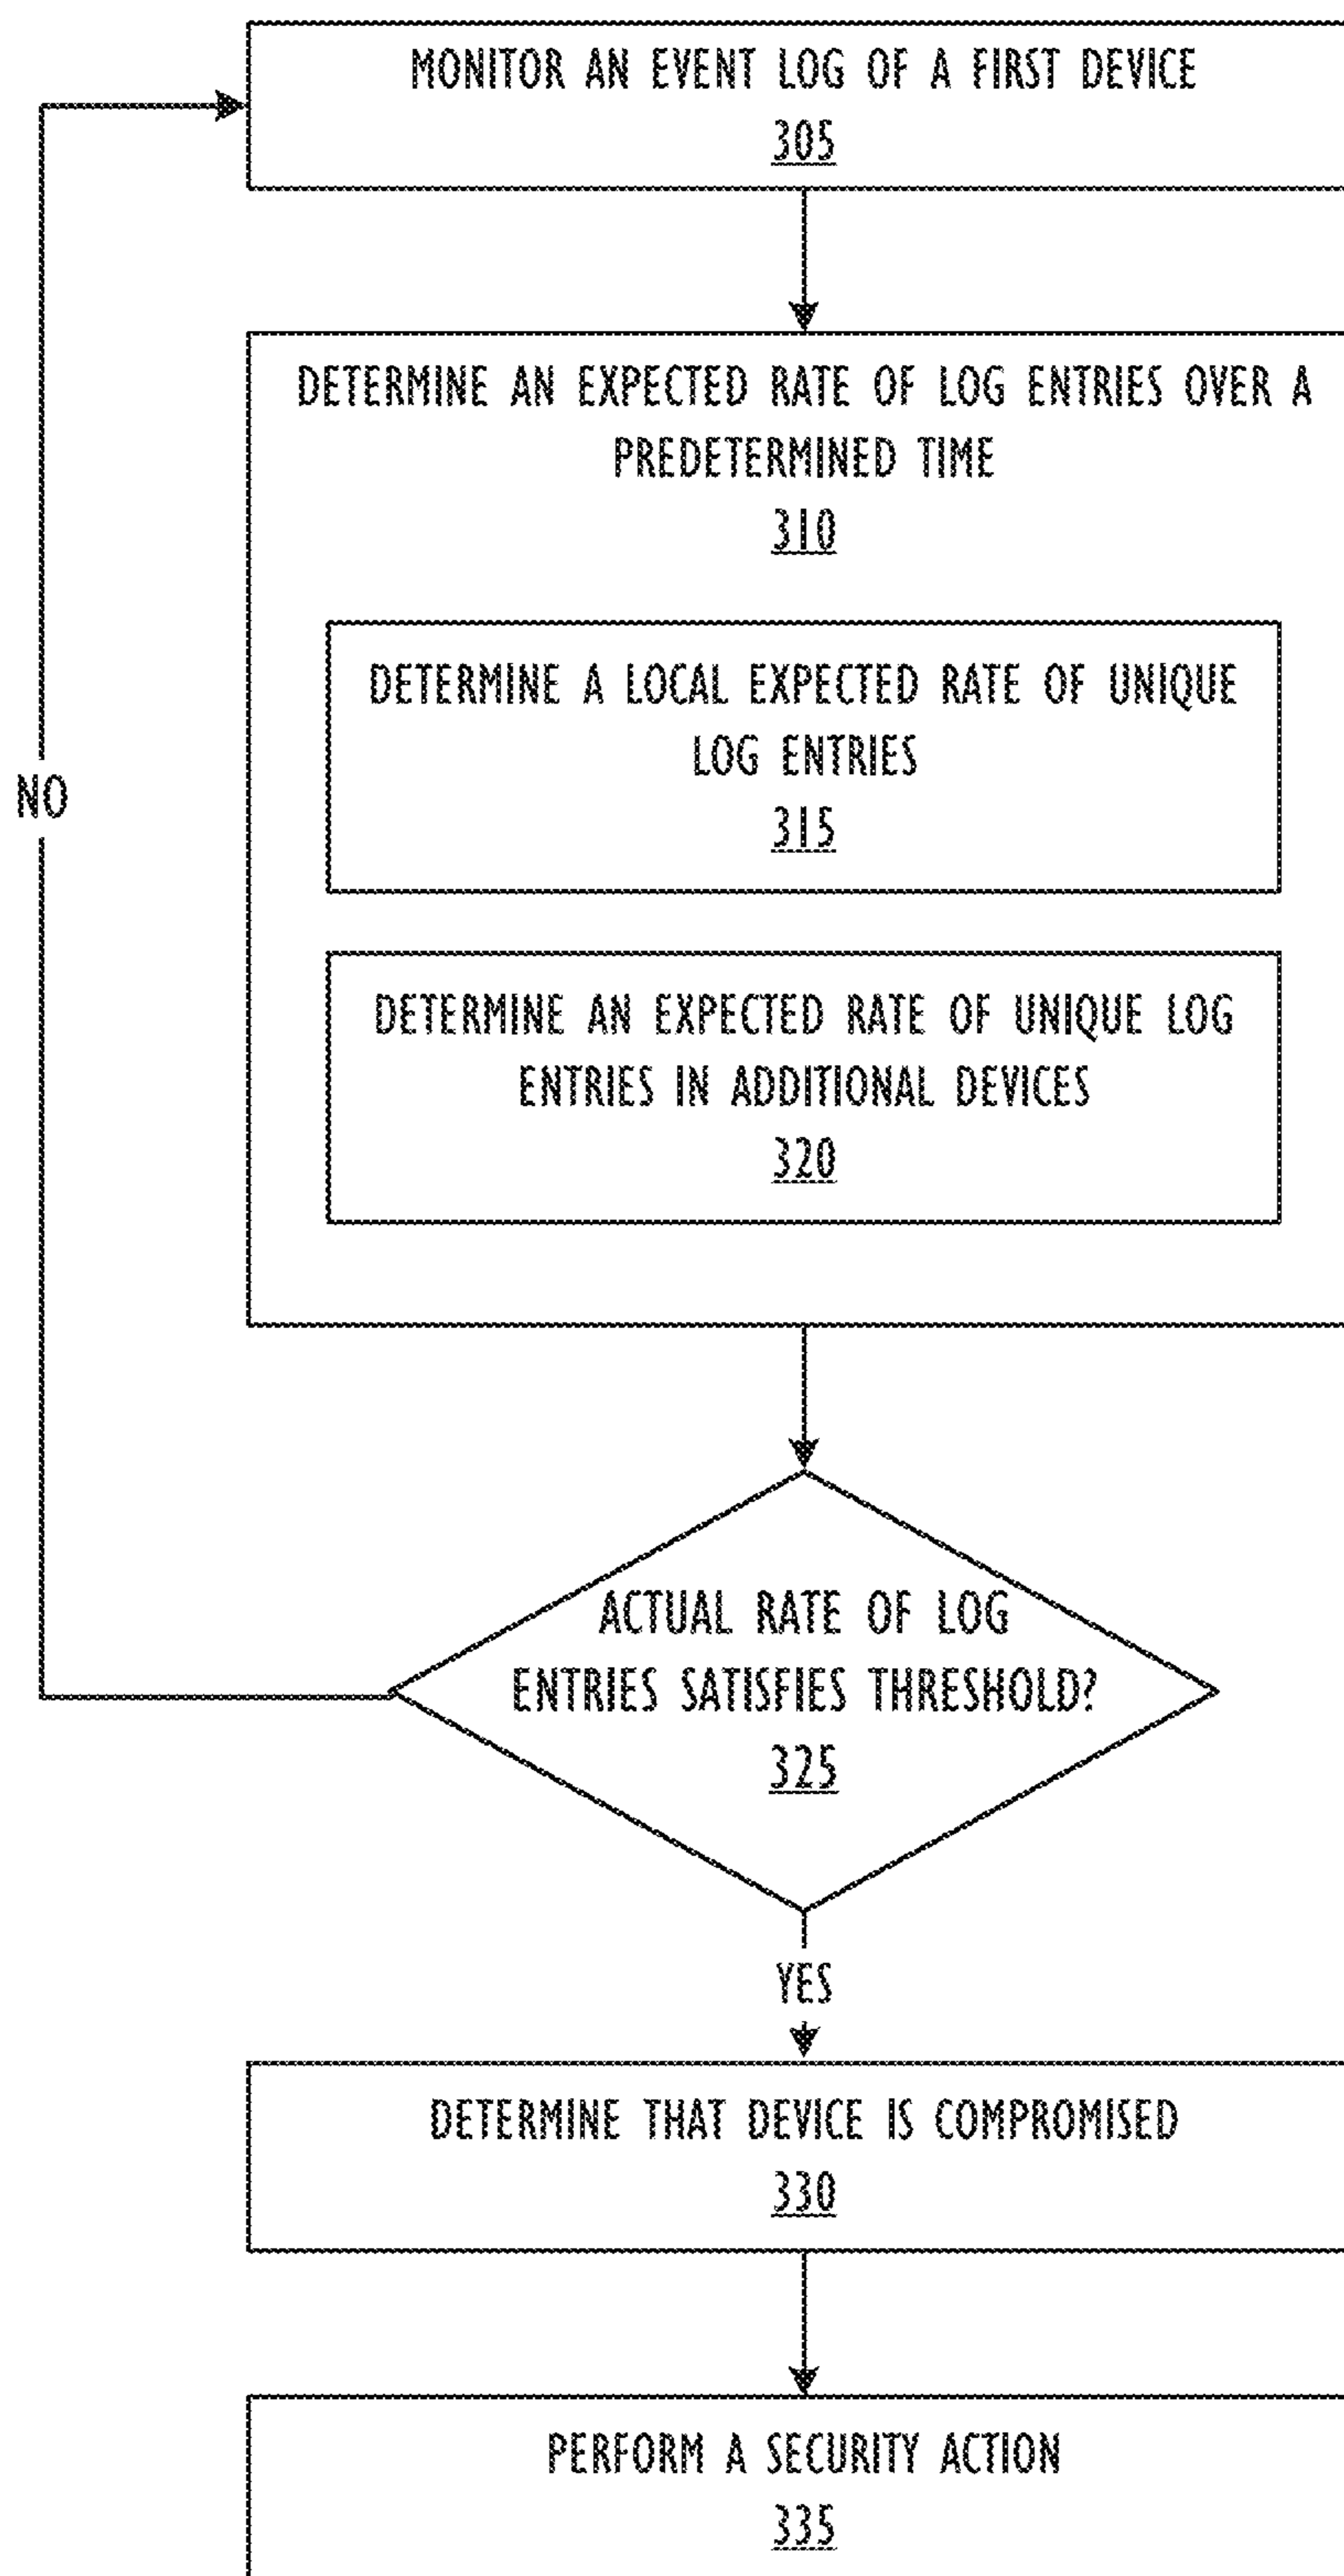 MONITOR AN EVENT LOG OF A FIRST DEVICE
305
DETERMINE AN EXPECTED RATE OF LOG ENTRIES OVER A
PREDETERMINED TIME
310
DETERMINE A LOCAL EXPECTED RATE OF UNIQUE
LOG ENTRIES
315
NO
DETERMINE AN EXPECTED RATE OF UNIQUE LOG
ENTRIES IN ADDITIONAL DEVICES
320
ACTUAL RATE OF LOG
ENTRIES SATISFIES THRESHOLD?
325
YES
DETERMINE THAT DEVICE IS COMPROMISED
330
PERFORM A SECURITY ACTION
335